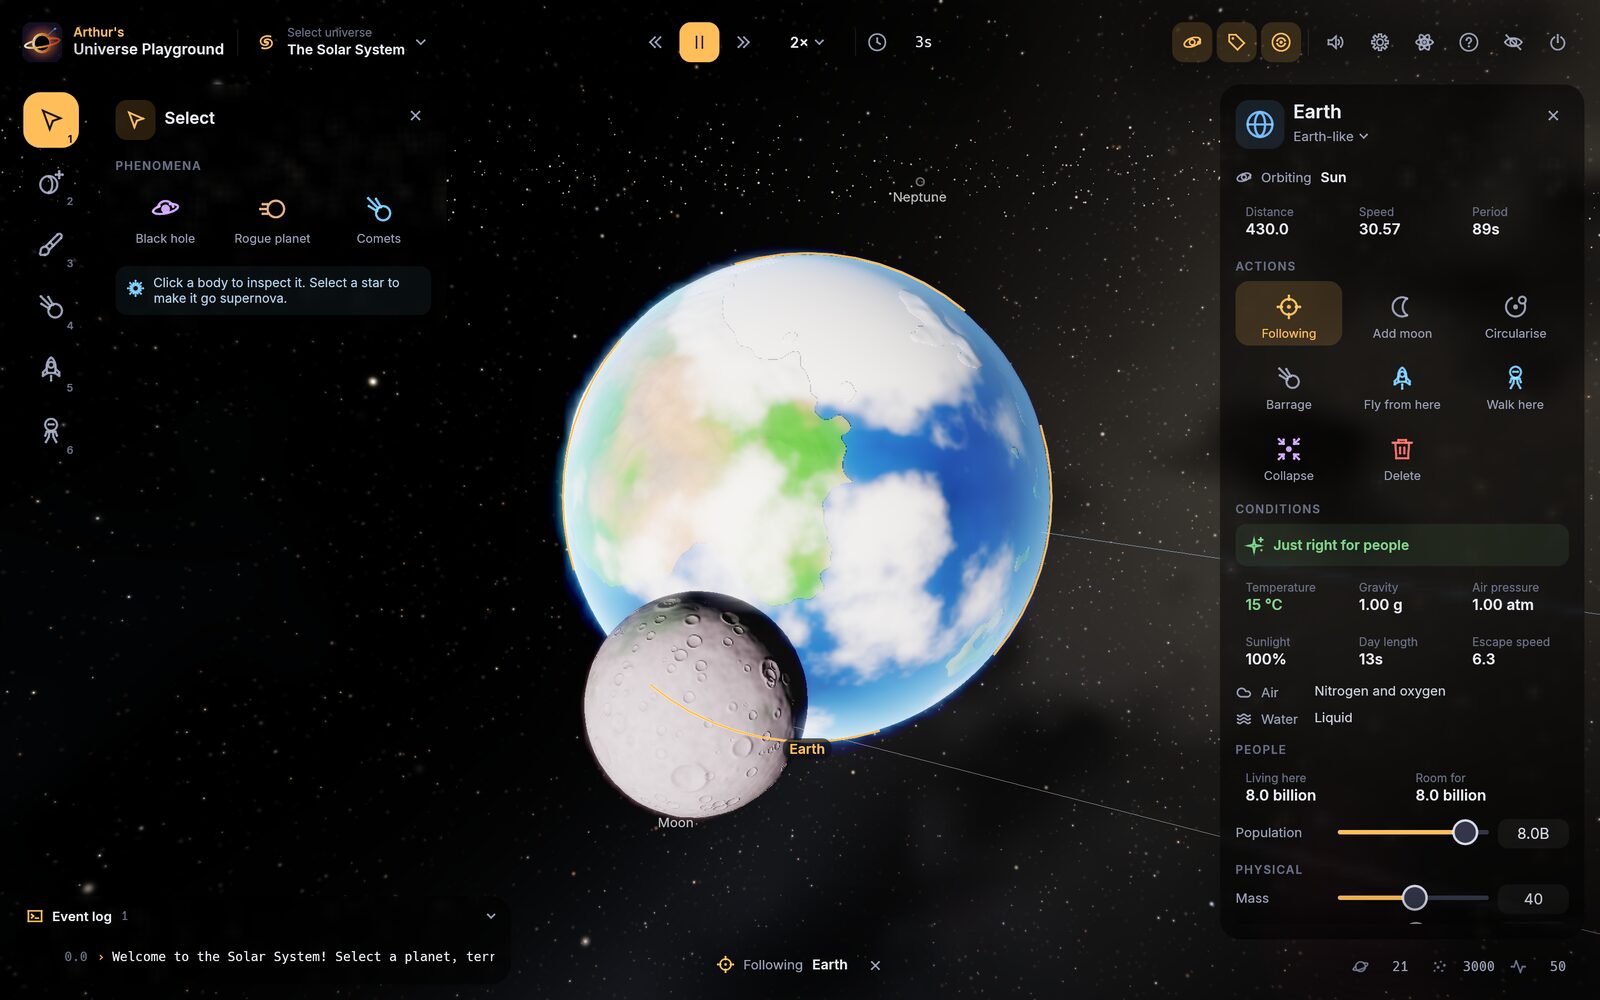 Arthur's
Universe Playground
Select universe
The Solar System
2×
3s
1
2
3
4
5
6
Select
PHENOMENA
Black hole
Rogue planet
Comets
Click a body to inspect it. Select a star to
make it go supernova.
Neptune
Earth
Moon
Earth
Earth-like
Orbiting Sun
Distance
430.0
Speed
30.57
Period
89s
ACTIONS
Following
Add moon
Circularise
Barrage
Fly from here
Walk here
Collapse
Delete
CONDITIONS
Just right for people
Temperature
15 °C
Gravity
1.00 g
Air pressure
1.00 atm
Sunlight
100%
Day length
13s
Escape speed
6.3
Air Nitrogen and oxygen
Water Liquid
PEOPLE
Living here
8.0 billion
Room for
8.0 billion
Population 8.0B
PHYSICAL
Mass 40
Event log 1
0.0 › Welcome to the Solar System! Select a planet, terr
Following Earth
21
3000
50